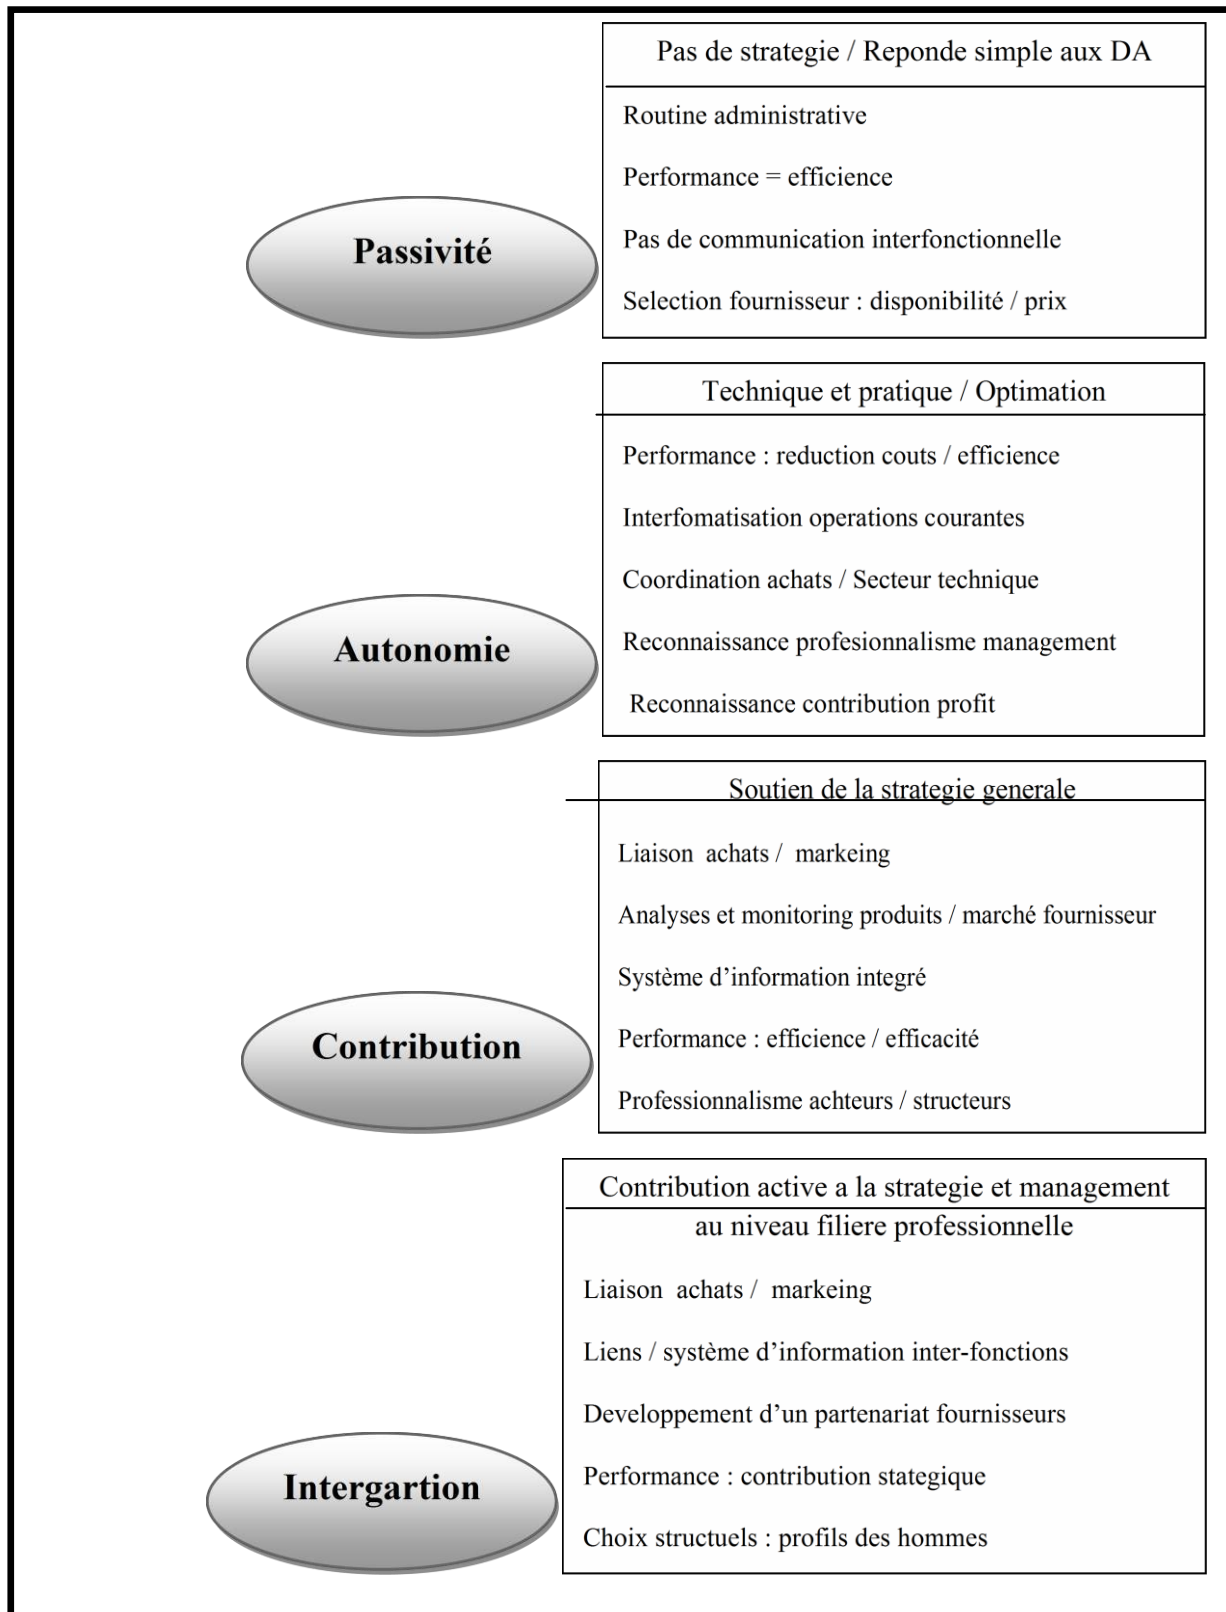 Pas de strategie / Reponde simple aux DA
Routine administrative
Performance = efficience
Passivité
Pas de communication interfonctionnelle
Selection fournisseur : disponibilité / prix
Technique et pratique / Optimation
Performance : reduction couts / efficience
Interfomatisation operations courantes
Coordination achats / Secteur technique
Autonomie
Reconnaissance profesionnalisme management
Reconnaissance contribution profit
Soutien de la strategie generale
Liaison achats / markeing
Analyses et monitoring produits / marché fournisseur
Système d’information integré
Contribution
Performance : efficience / efficacité
Professionnalisme achteurs / structeurs
Contribution active a la strategie et management
au niveau filiere professionnelle
Liaison achats / markeing
Liens / système d’information inter-fonctions
Developpement d’un partenariat fournisseurs
Intergartion
Performance : contribution stategique
Choix structuels : profils des hommes